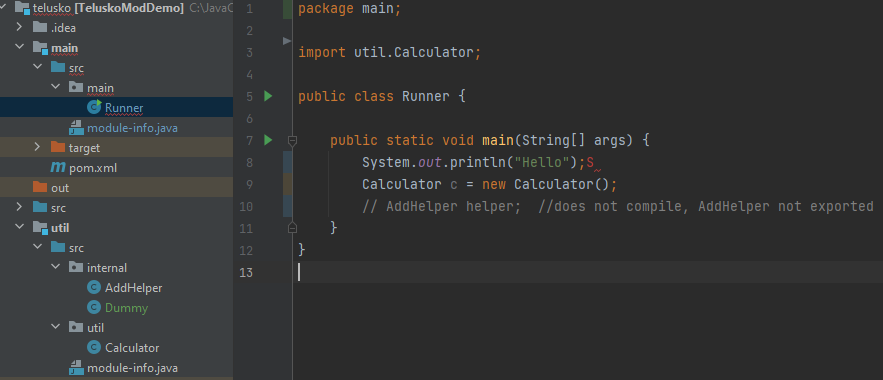 telusko [TeluskoModDemo] C:\JavaC
.idea
main
src
main
Runner
module-info.java
target
pom.xml
out
src
util
src
internal
AddHelper
Dummy
util
Calculator
module-info.java
1 package main;
2
3 import util.Calculator;
4
5 public class Runner {
6
7 public static void main(String[] args) {
8 System.out.println("Hello");S
9 Calculator c = new Calculator();
10 // AddHelper helper;  //does not compile, AddHelper not exported
11 }
12 }
13